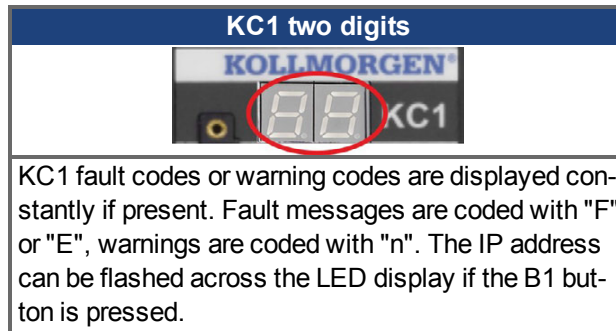 KC1 two digits
KOLLMORGEN®
KC1
KC1 fault codes or warning codes are displayed con-
stantly if present. Fault messages are coded with "F"
or "E", warnings are coded with "n". The IP address
can be flashed across the LED display if the B1 but-
ton is pressed.